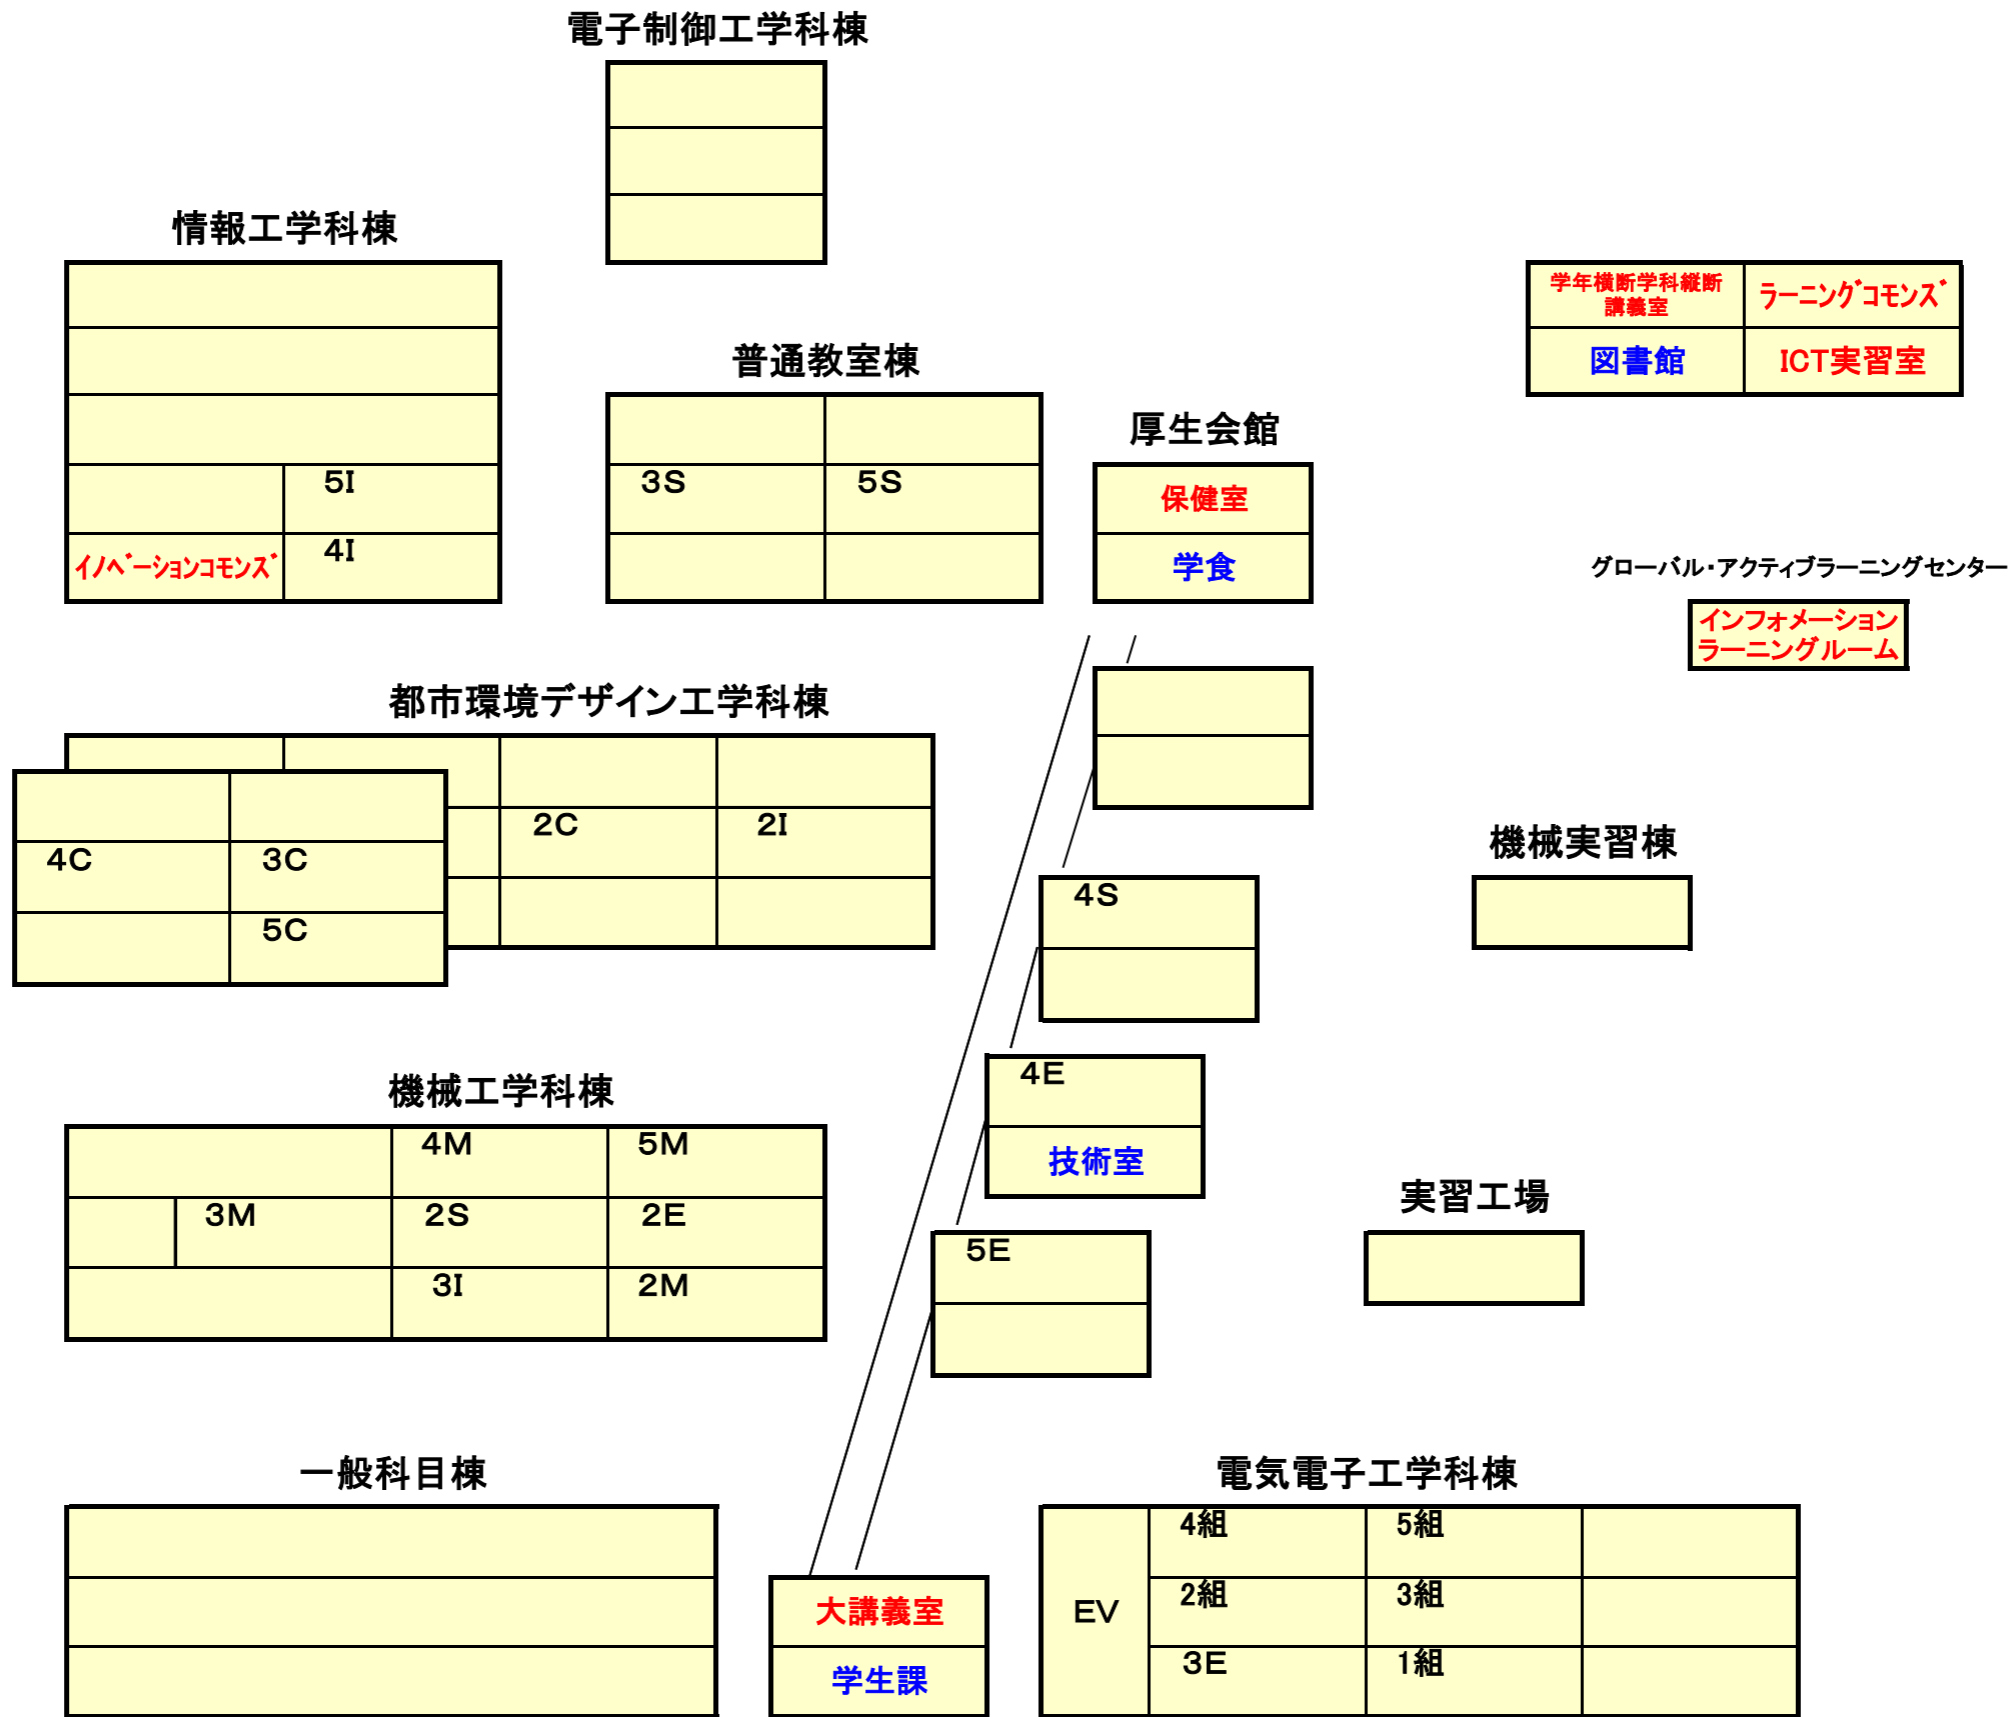 電子制御工学科棟
情報工学科棟
学年横断学科縦断
講義室
ラーニングコモンズ
図書館
ICT実習室
普通教室棟
厚生会館
5I
3S
5S
保健室
イノベーションコモンズ
4I
学食
グローバル・アクティブラーニングセンター
インフォメーション
ラーニングルーム
都市環境デザイン工学科棟
2C
2I
4C
3C
5C
機械実習棟
4S
機械工学科棟
4E
技術室
4M
5M
3M
2S
2E
3I
2M
実習工場
5E
一般科目棟
電気電子工学科棟
大講義室
学生課
EV
4組
5組
2組
3組
3E
1組